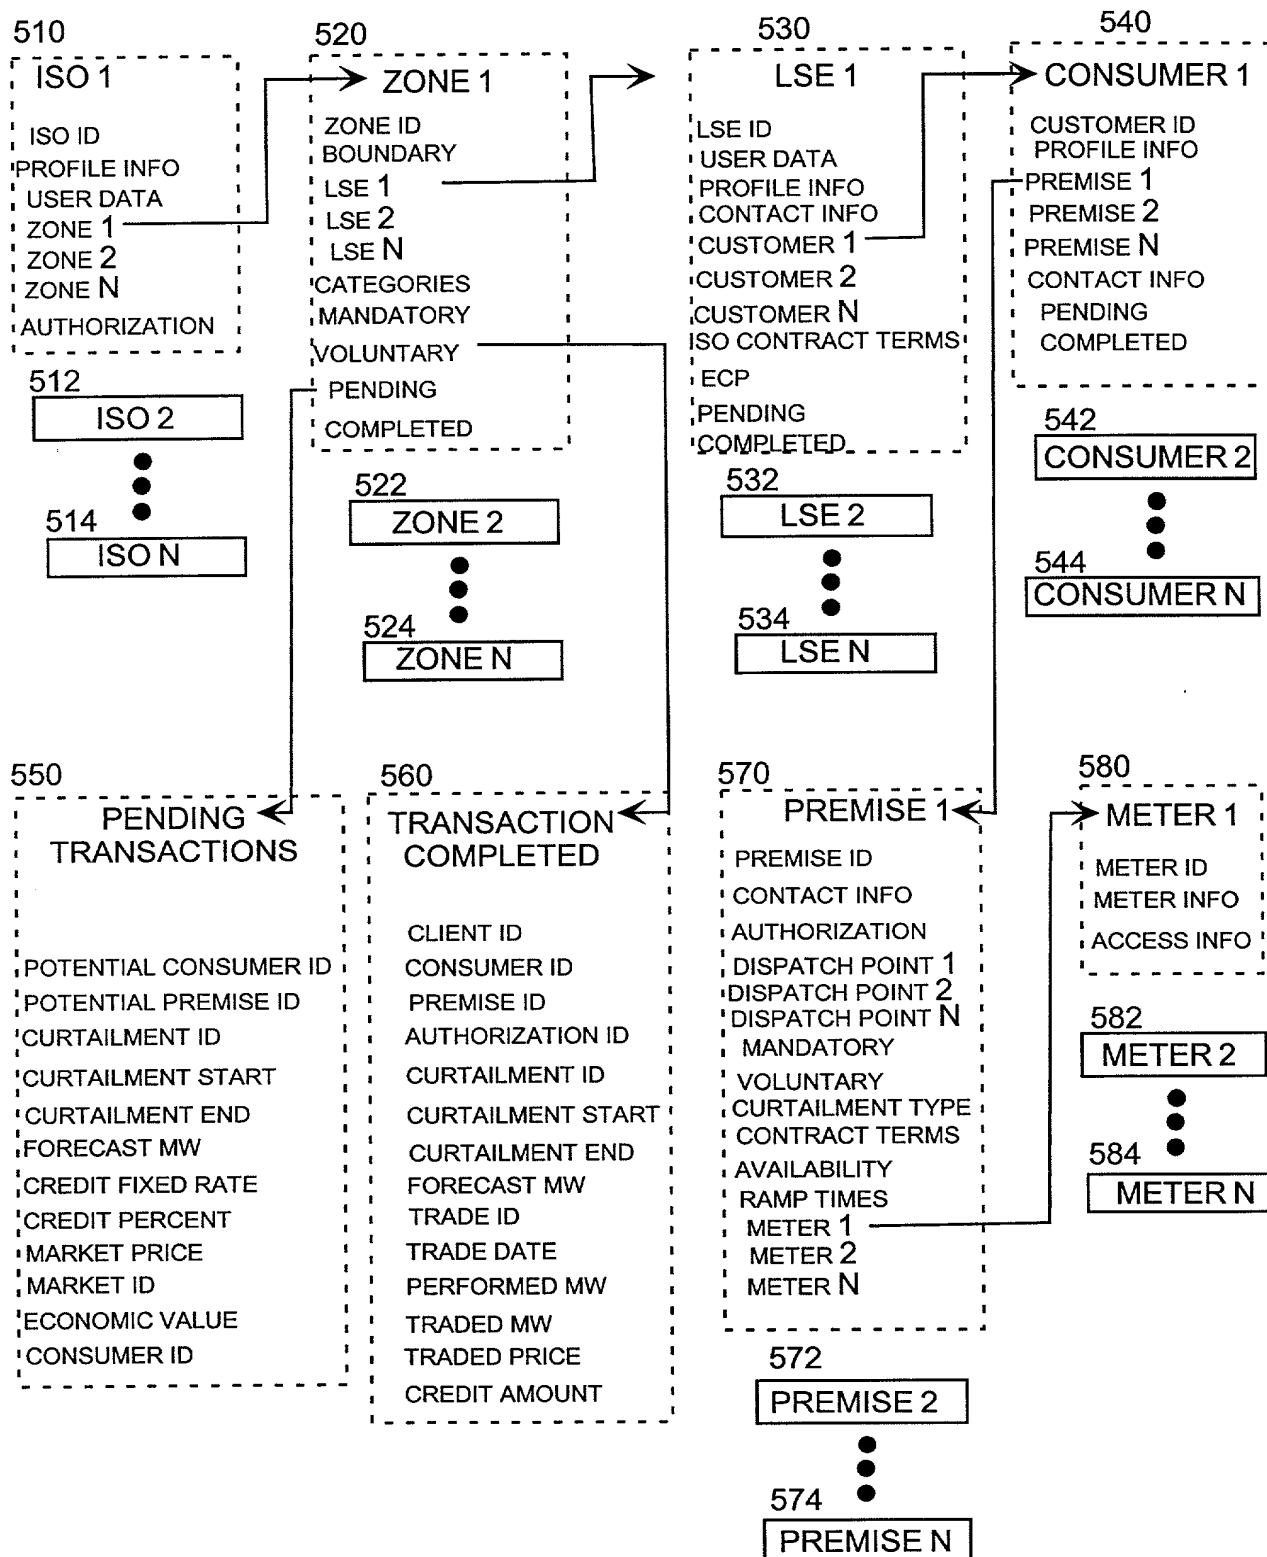 510
ISO 1
ISO ID
PROFILE INFO
USER DATA
ZONE 1
ZONE 2
ZONE N
AUTHORIZATION
512
ISO 2
514
ISO N
520
ZONE 1
ZONE ID
BOUNDARY
LSE 1
LSE 2
LSE N
CATEGORIES
MANDATORY
VOLUNTARY
PENDING
COMPLETED
522
ZONE 2
524
ZONE N
530
LSE 1
LSE ID
USER DATA
PROFILE INFO
CONTACT INFO
CUSTOMER 1
CUSTOMER 2
CUSTOMER N
ISO CONTRACT TERMS
ECP
PENDING
COMPLETED
532
LSE 2
534
LSE N
540
CONSUMER 1
CUSTOMER ID
PROFILE INFO
PREMISE 1
PREMISE 2
PREMISE N
CONTACT INFO
PENDING
COMPLETED
542
CONSUMER 2
544
CONSUMER N
550
PENDING
TRANSACTIONS
POTENTIAL CONSUMER ID
POTENTIAL PREMISE ID
CURTAILMENT ID
CURTAILMENT START
CURTAILMENT END
FORECAST MW
CREDIT FIXED RATE
CREDIT PERCENT
MARKET PRICE
MARKET ID
ECONOMIC VALUE
CONSUMER ID
560
TRANSACTION
COMPLETED
CLIENT ID
CONSUMER ID
PREMISE ID
AUTHORIZATION ID
CURTAILMENT ID
CURTAILMENT START
CURTAILMENT END
FORECAST MW
TRADE ID
TRADE DATE
PERFORMED MW
TRADED MW
TRADED PRICE
CREDIT AMOUNT
570
PREMISE 1
PREMISE ID
CONTACT INFO
AUTHORIZATION
DISPATCH POINT 1
DISPATCH POINT 2
DISPATCH POINT N
MANDATORY
VOLUNTARY
CURTAILMENT TYPE
CONTRACT TERMS
AVAILABILITY
RAMP TIMES
METER 1
METER 2
METER N
572
PREMISE 2
574
PREMISE N
580
METER 1
METER ID
METER INFO
ACCESS INFO
582
METER 2
584
METER N